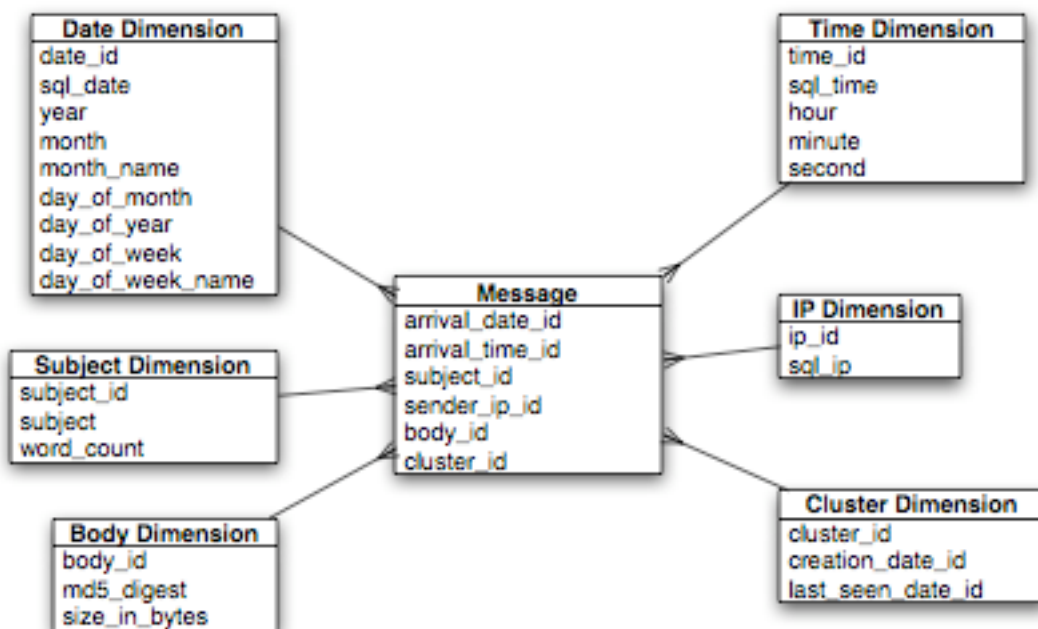 Date Dimension
date_id
sql_date
year
month
month_name
day_of_month
day_of_year
day_of_week
day_of_week_name
Time Dimension
time_id
sql_time
hour
minute
second
Message
arrival_date_id
arrival_time_id
subject_id
sender_ip_id
body_id
cluster_id
IP Dimension
ip_id
sql_ip
Subject Dimension
subject_id
subject
word_count
Body Dimension
body_id
md5_digest
size_in_bytes
Cluster Dimension
cluster_id
creation_date_id
last_seen_date_id